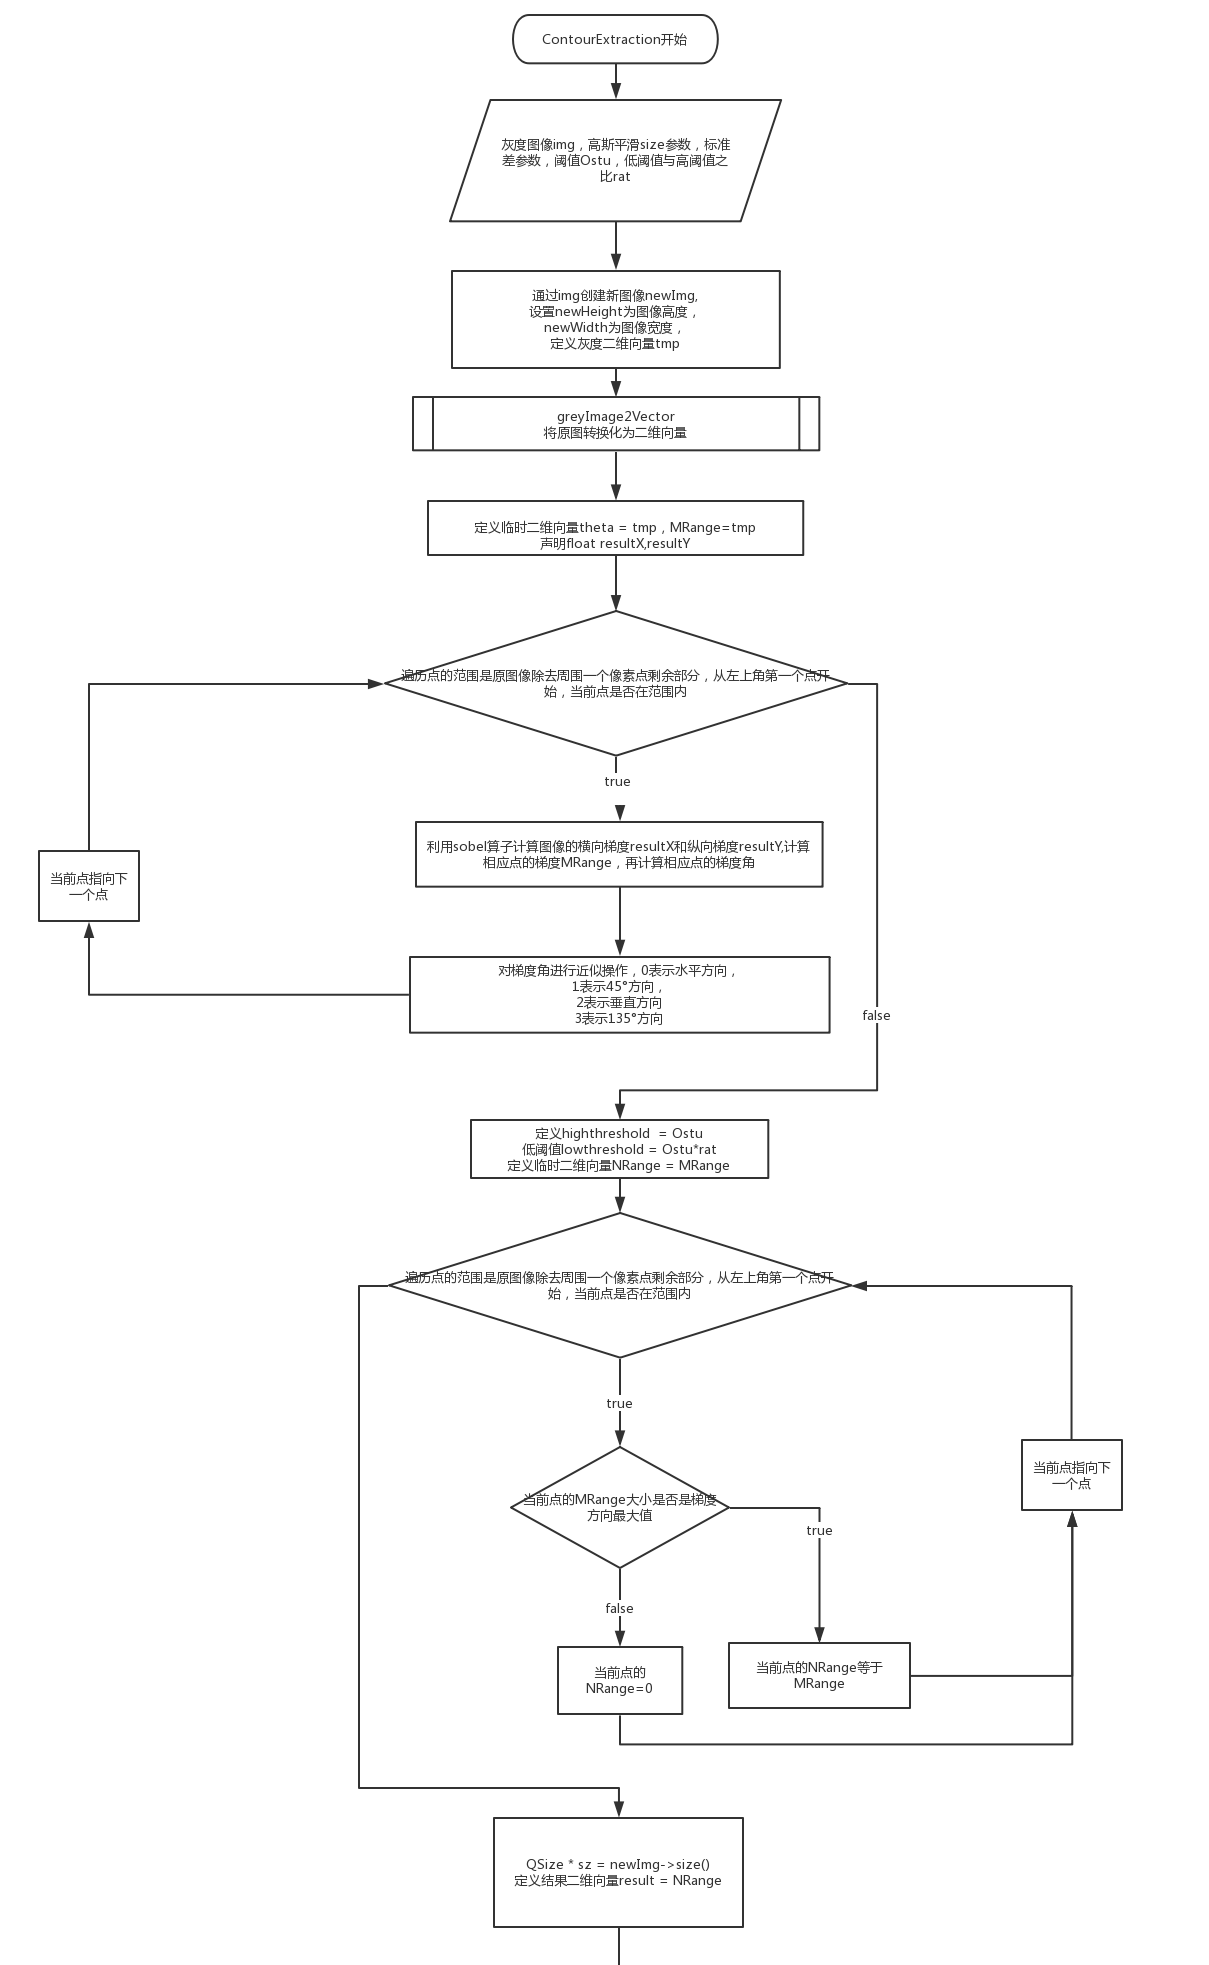 ContourExtraction开始
灰度图像img，高斯平滑size参数，标准
差参数，阈值Ostu，低阈值与高阈值之
比rat
通过img创建新图像newImg,
设置newHeight为图像高度，
newWidth为图像宽度，
定义灰度二维向量tmp
greyImage2Vector
将原图转换化为二维向量
定义临时二维向量theta = tmp，MRange=tmp
声明float resultX,resultY
遍历点的范围是原图像除去周围一个像素点剩余部分，从左上角第一个点开
始，当前点是否在范围内
true
利用sobel算子计算图像的横向梯度resultX和纵向梯度resultY,计算
相应点的梯度MRange，再计算相应点的梯度角
当前点指向下
一个点
对梯度角进行近似操作，0表示水平方向，
1表示45°方向，
2表示垂直方向
3表示135°方向
false
定义highthreshold  = Ostu
低阈值lowthreshold = Ostu*rat
定义临时二维向量NRange = MRange
遍历点的范围是原图像除去周围一个像素点剩余部分，从左上角第一个点开
始，当前点是否在范围内
true
当前点指向下
一个点
当前点的MRange大小是否是梯度
方向最大值
true
false
当前点的
NRange=0
当前点的NRange等于
MRange
QSize * sz = newImg->size()
定义结果二维向量result = NRange